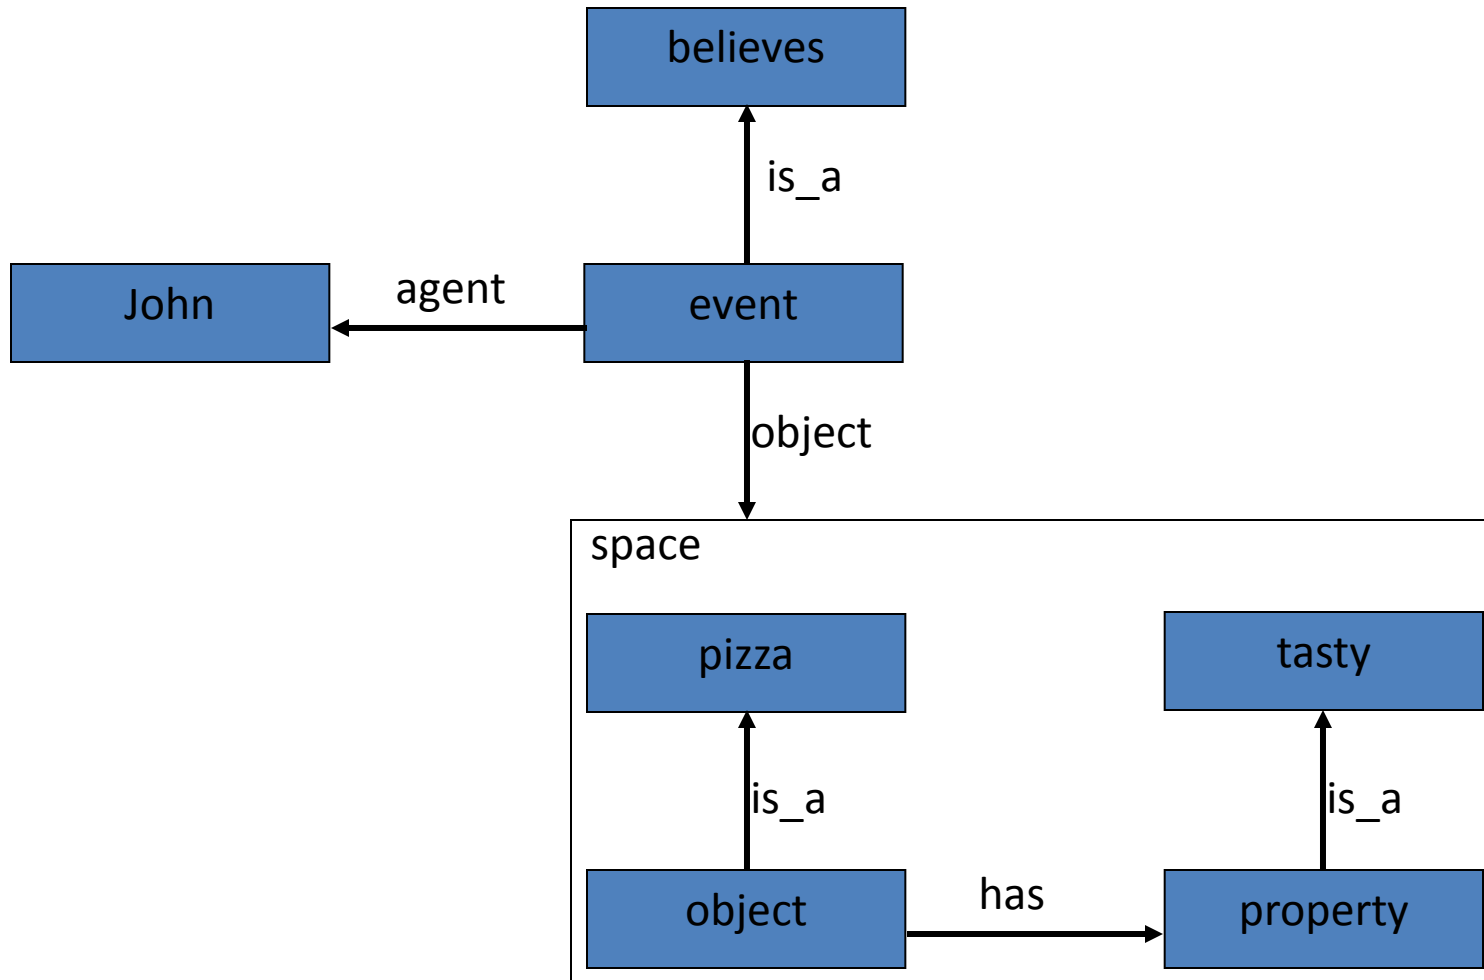 believes
is_a
John
agent
event
object
space
pizza
tasty
is_a
is_a
object
has
property